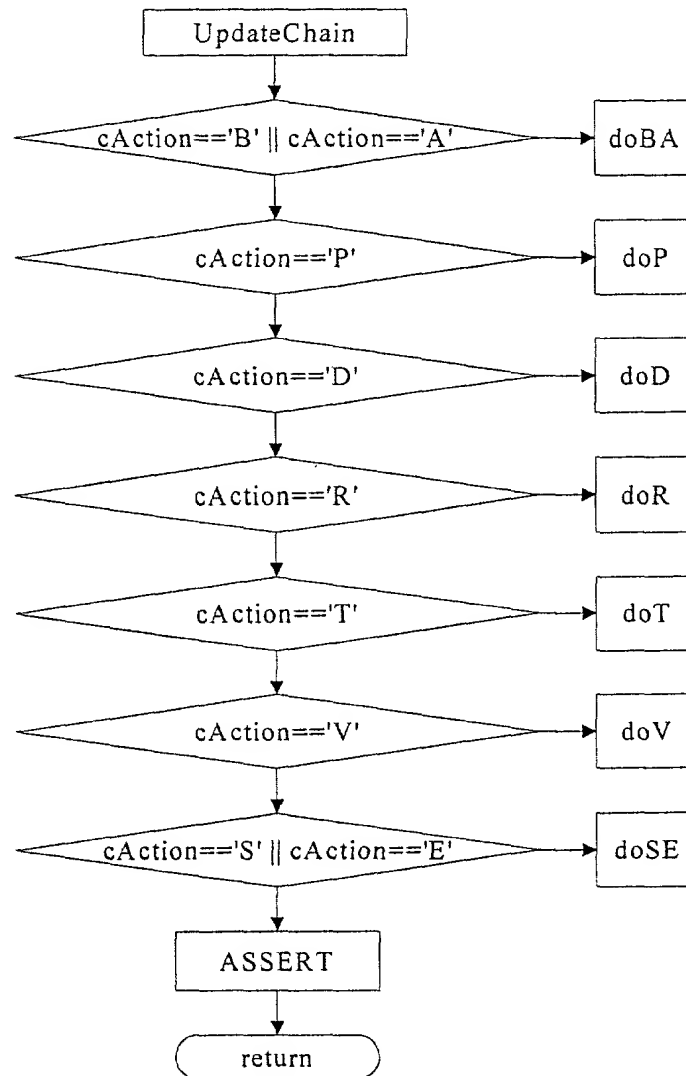 UpdateChain
cAction=='B' || cAction=='A'
doBA
cAction=='P'
doP
cAction=='D'
doD
cAction=='R'
doR
cAction=='T'
doT
cAction=='V'
doV
cAction=='S' || cAction=='E'
doSE
ASSERT
return